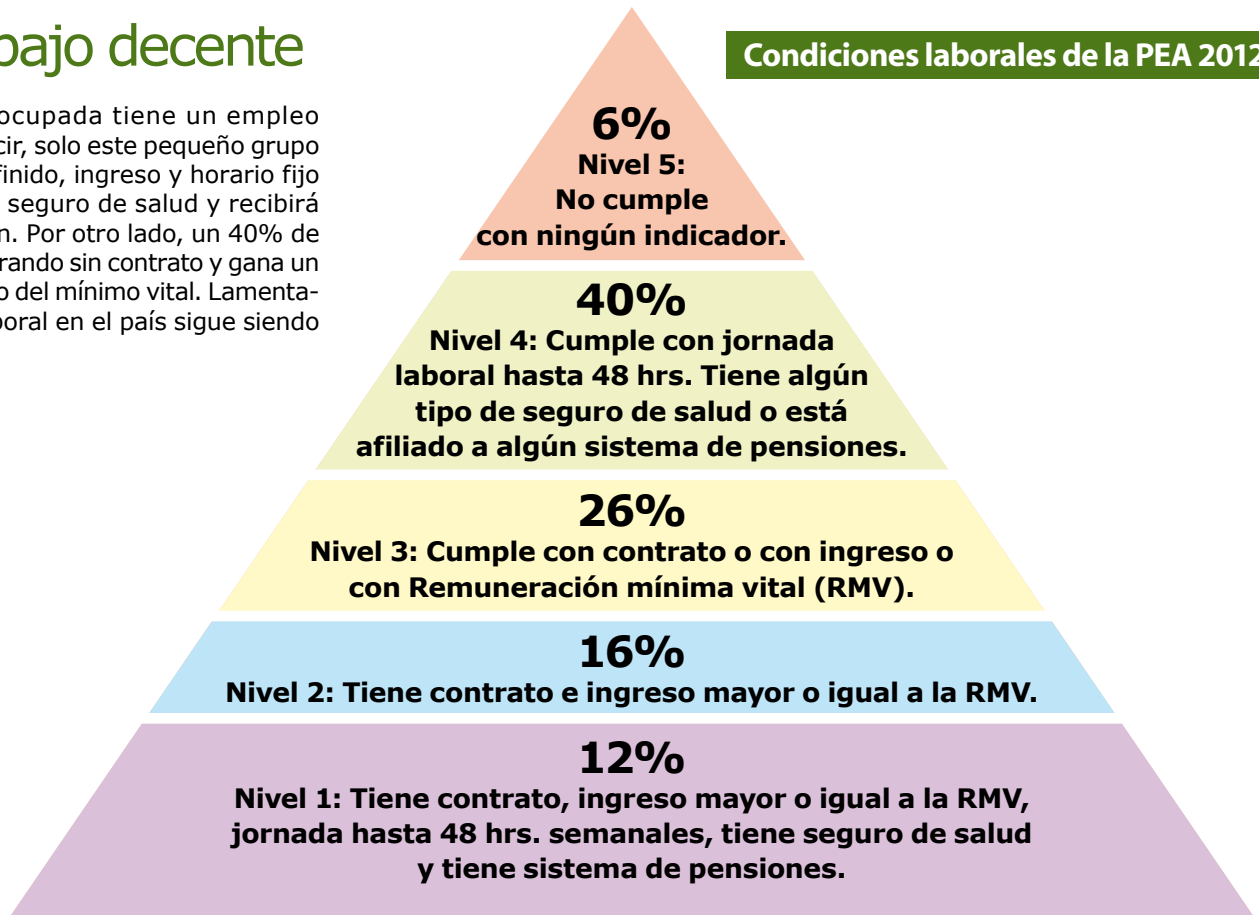 bajo decente
ocupada tiene un empleo
cir, solo este pequeño grupo
finido, ingreso y horario fijo
seguro de salud y recibirá
n. Por otro lado, un 40% de
rando sin contrato y gana un
o del mínimo vital. Lamenta-
boral en el país sigue siendo
Condiciones laborales de la PEA 2012
6%
Nivel 5:
No cumple
con ningún indicador.
40%
Nivel 4: Cumple con jornada
laboral hasta 48 hrs. Tiene algún
tipo de seguro de salud o está
afiliado a algún sistema de pensiones.
26%
Nivel 3: Cumple con contrato o con ingreso o
con Remuneración mínima vital (RMV).
16%
Nivel 2: Tiene contrato e ingreso mayor o igual a la RMV.
12%
Nivel 1: Tiene contrato, ingreso mayor o igual a la RMV,
jornada hasta 48 hrs. semanales, tiene seguro de salud
y tiene sistema de pensiones.